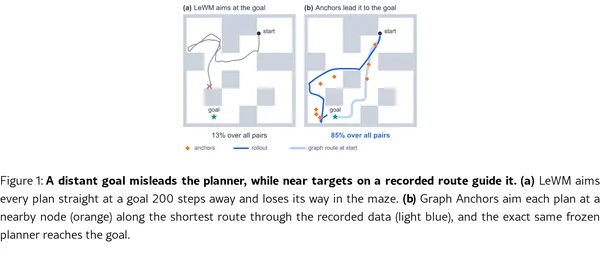 (a) LeWM aims at the goal
(b) Anchors lead it to the goal
start
start
goal
goal
13% over all pairs
85% over all pairs
anchors
rollout
graph route at start
Figure 1: A distant goal misleads the planner, while near targets on a recorded route guide it. (a) LeWM aims
every plan straight at a goal 200 steps away and loses its way in the maze. (b) Graph Anchors aim each plan at a
nearby node (orange) along the shortest route through the recorded data (light blue), and the exact same frozen
planner reaches the goal.